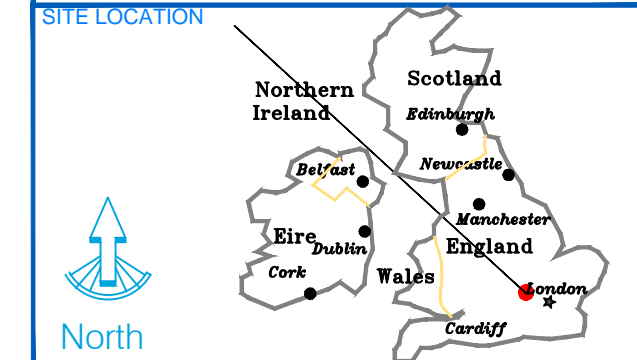 SITE LOCATION
Northern
Ireland
Scotland
Edinburgh
Newcastle
Belfast
Manchester
Eire
Dublin
England
Cork
Wales
London
Cardiff
North